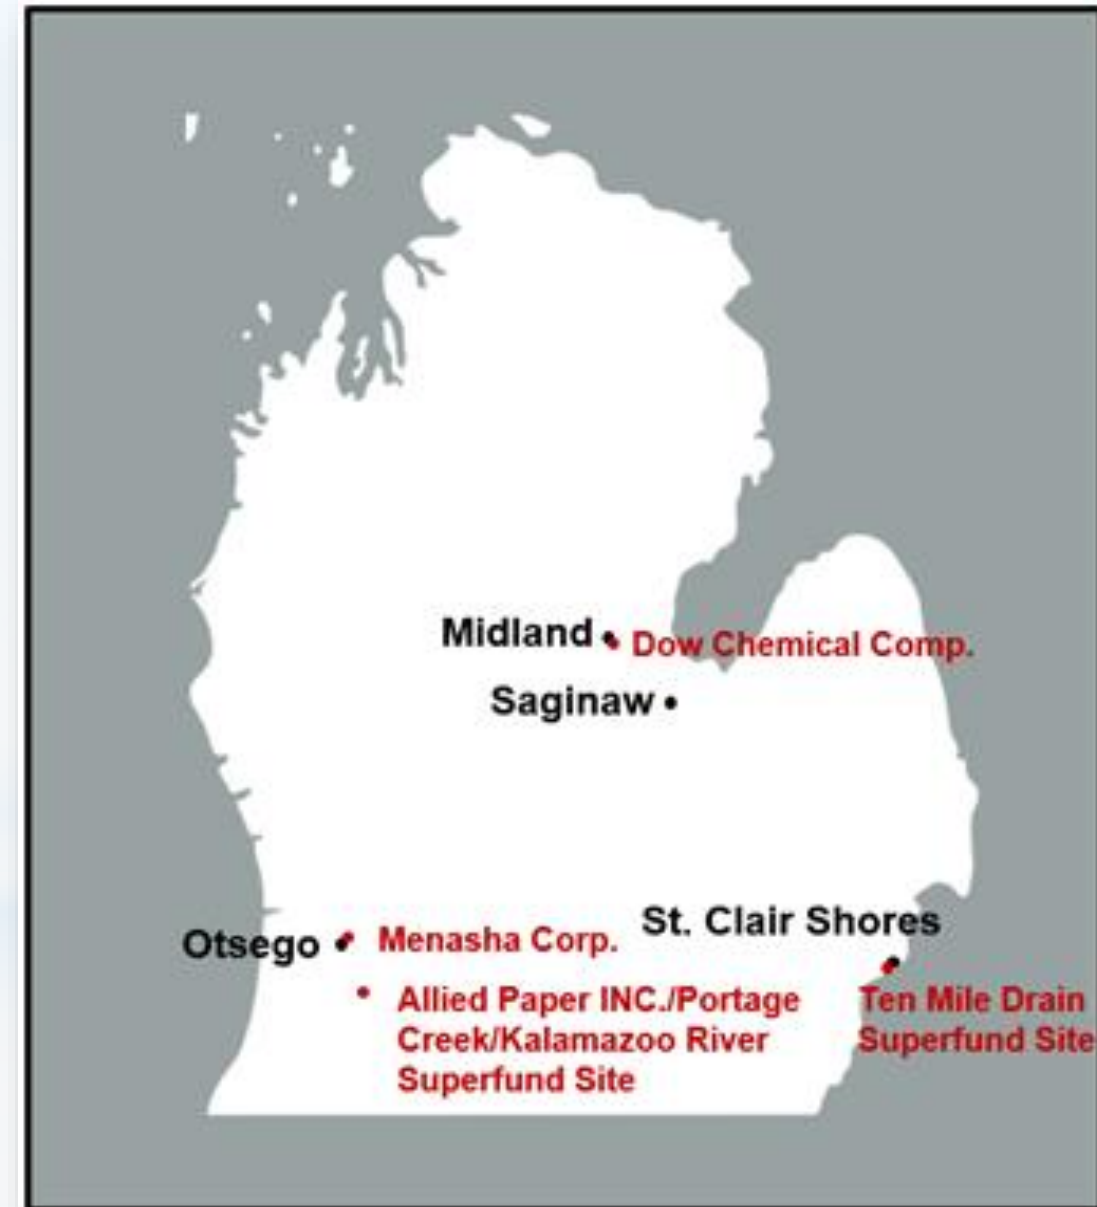 Midland
Dow Chemical Comp.
Saginaw
St. Clair Shores
Otsego
Menasha Corp.
Allied Paper INC./Portage
Creek/Kalamazoo River
Superfund Site
Ten Mile Drain
Superfund Site